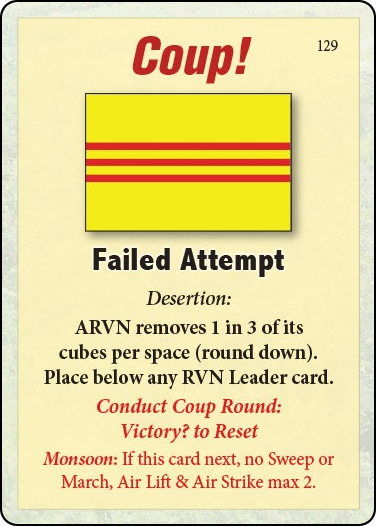 Coup!
129
Failed Attempt
Desertion:
ARVN removes 1 in 3 of its
cubes per space (round down).
Place below any RVN Leader card.
Conduct Coup Round:
Victory? to Reset
Monsoon: If this card next, no Sweep or
March, Air Lift & Air Strike max 2.